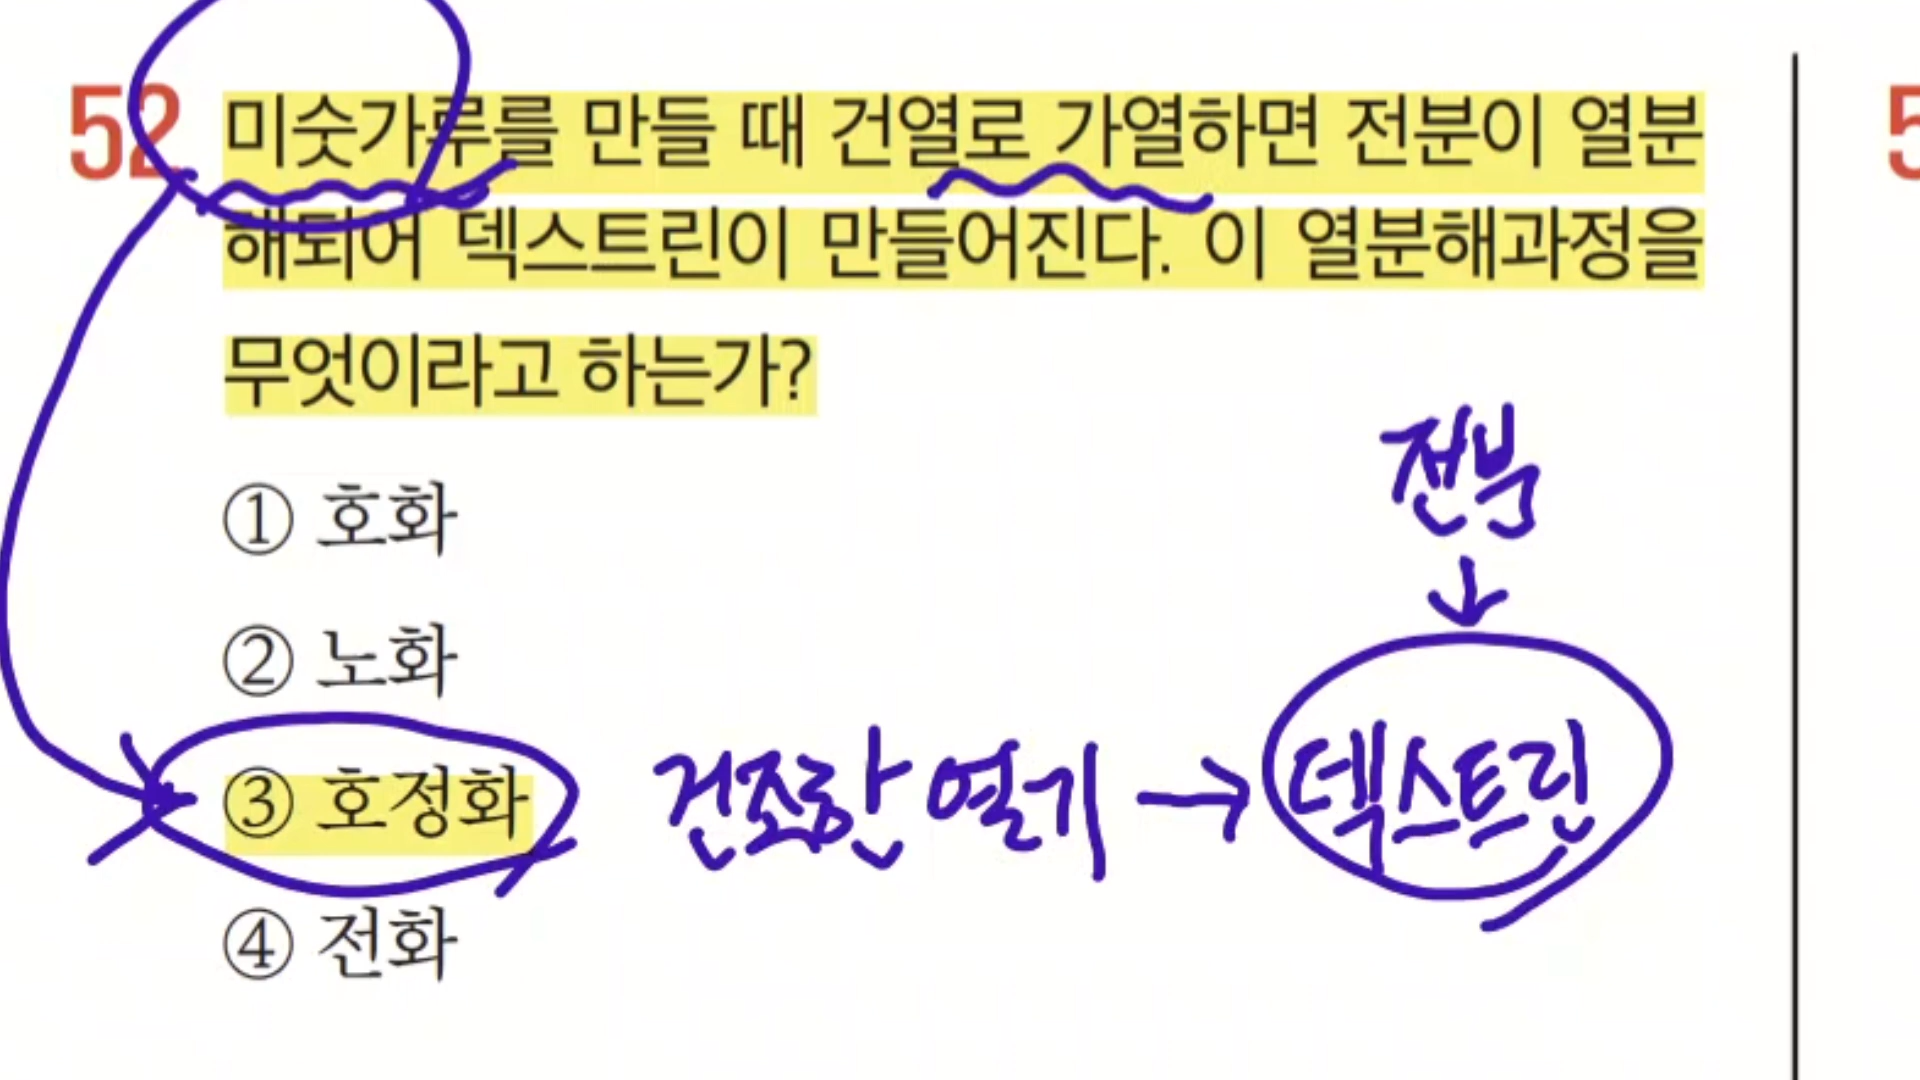 52 미숫가루를 만들 때 건열로 가열하면 전분이 열분
해되어 덱스트린이 만들어진다. 이 열분해과정을
무엇이라고 하는가?
전분
↓
① 호화
② 노화
③ 호정화 건조한 열기 → 덱스트린
④ 전화
5